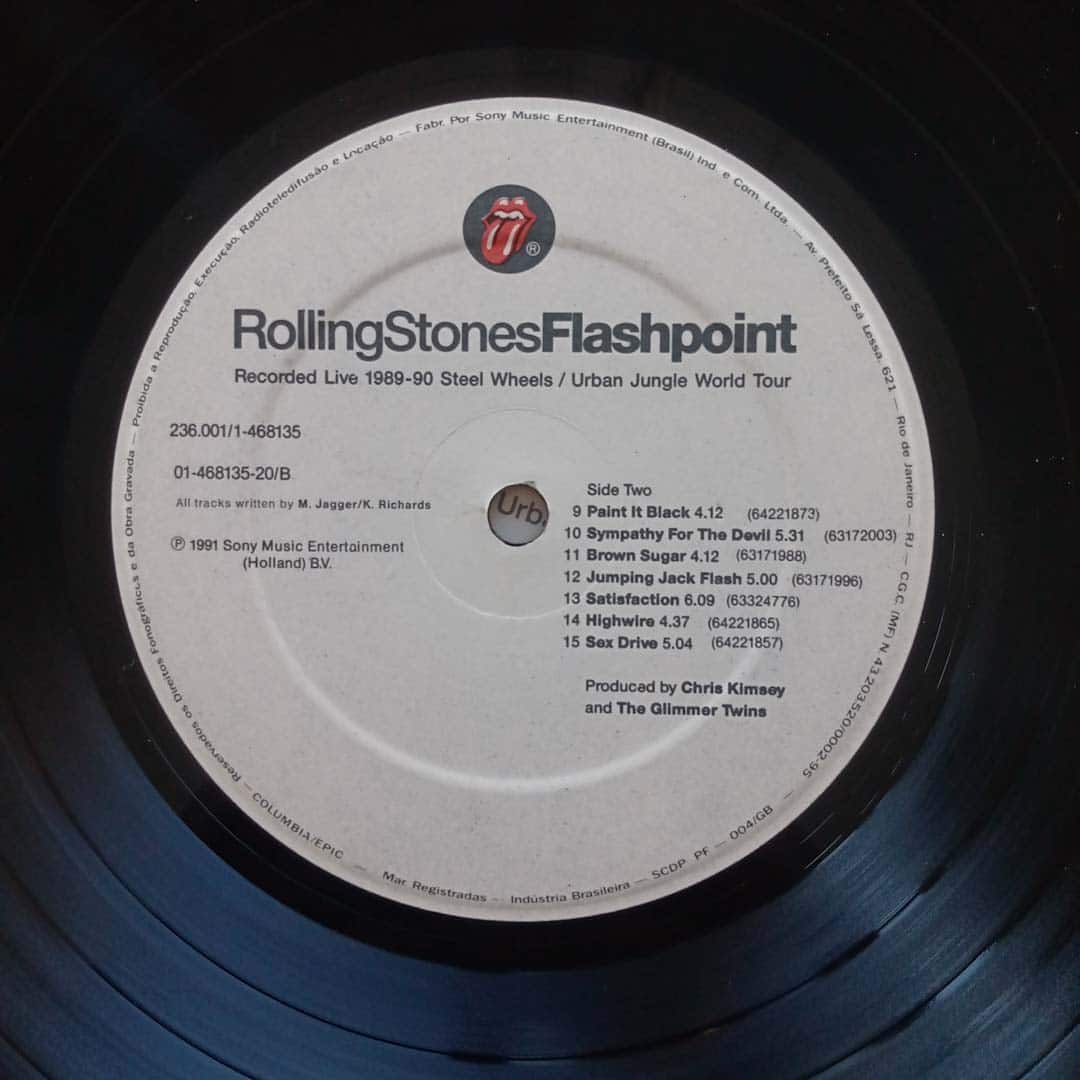 Reservados os Direitos Fonográficos e da Obra Gravada — Proibida a Reprodução, Execução, Radioteledifusão e Locação — Fabr. Por Sony Music Entertainment (Brasil) Ind. e Com. Ltda. — Av. Prefeito Sá Lessa, 621 — Rio de Janeiro — RJ — C.G.C. (MF) N 43.203520/0002-95
®
RollingStonesFlashpoint
Recorded Live 1989-90 Steel Wheels / Urban Jungle World Tour
236.001/1-468135
01-468135-20/B
All tracks written by M. Jagger/K. Richards
℗ 1991 Sony Music Entertainment
(Holland) B.V.
Urb.
Side Two
9 Paint It Black 4.12 (64221873)
10 Sympathy For The Devil 5.31 (63172003)
11 Brown Sugar 4.12 (63171988)
12 Jumping Jack Flash 5.00 (63171996)
13 Satisfaction 6.09 (63324776)
14 Highwire 4.37 (64221865)
15 Sex Drive 5.04 (64221857)
Produced by Chris Kimsey
and The Glimmer Twins
COLUMBIA/EPIC — Mar Registradas — Indústria Brasileira — SCDP PF — 004/GB —